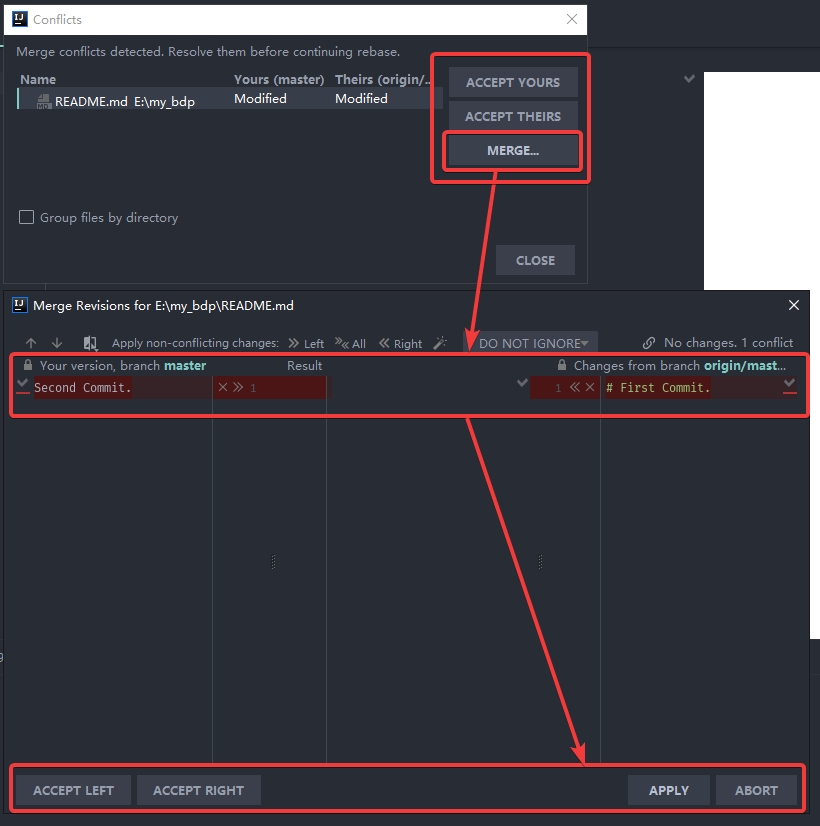 Conflicts
Merge conflicts detected. Resolve them before continuing rebase.
Name Yours (master) Theirs (origin/...
README.md E:\my_bdp Modified Modified
ACCEPT YOURS
ACCEPT THEIRS
MERGE...
Group files by directory
CLOSE
Merge Revisions for E:\my_bdp\README.md
Apply non-conflicting changes: Left All Right DO NOT IGNORE No changes. 1 conflict
Your version, branch master Result Changes from branch origin/mast...
Second Commit. 1 1 # First Commit.
ACCEPT LEFT ACCEPT RIGHT APPLY ABORT